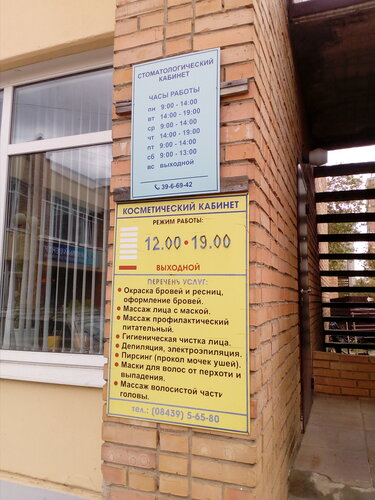 СТОМАТОЛОГИЧЕСКИЙ
КАБИНЕТ
ЧАСЫ РАБОТЫ
пн 9:00 - 14:00
вт 14:00 - 19:00
ср 9:00 - 14:00
чт 14:00 - 19:00
пт 9:00 - 14:00
сб 9:00 - 13:00
вс выходной
39-6-69-42
КОСМЕТИЧЕСКИЙ КАБИНЕТ
РЕЖИМ РАБОТЫ:
12.00 • 19.00
ВЫХОДНОЙ
ПЕРЕЧЕНЬ УСЛУГ:
• Окраска бровей и ресниц,
оформление бровей.
• Массаж лица с маской.
• Массаж профилактический
питательный.
• Гигиеническая чистка лица.
• Депиляция, электроэпиляция.
• Пирсинг (прокол мочек ушей).
• Маски для волос от перхоти и
выпадения.
• Массаж волосистой части
головы.
тел.: (08439) 5-65-80